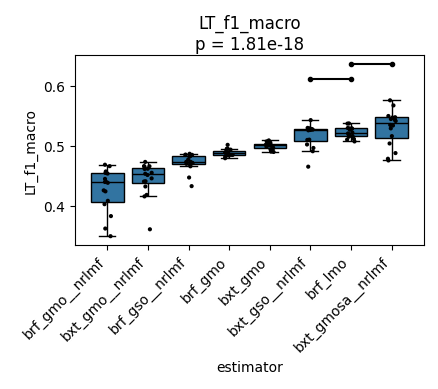 LT_f1_macro
p = 1.81e-18
LT_f1_macro
0.6
0.5
0.4
brf_gmo__nrlmf
bxt_gmo__nrlmf
brf_gso__nrlmf
brf_gmo
bxt_gmo
bxt_gso__nrlmf
brf_lmo
bxt_gmosa__nrlmf
estimator